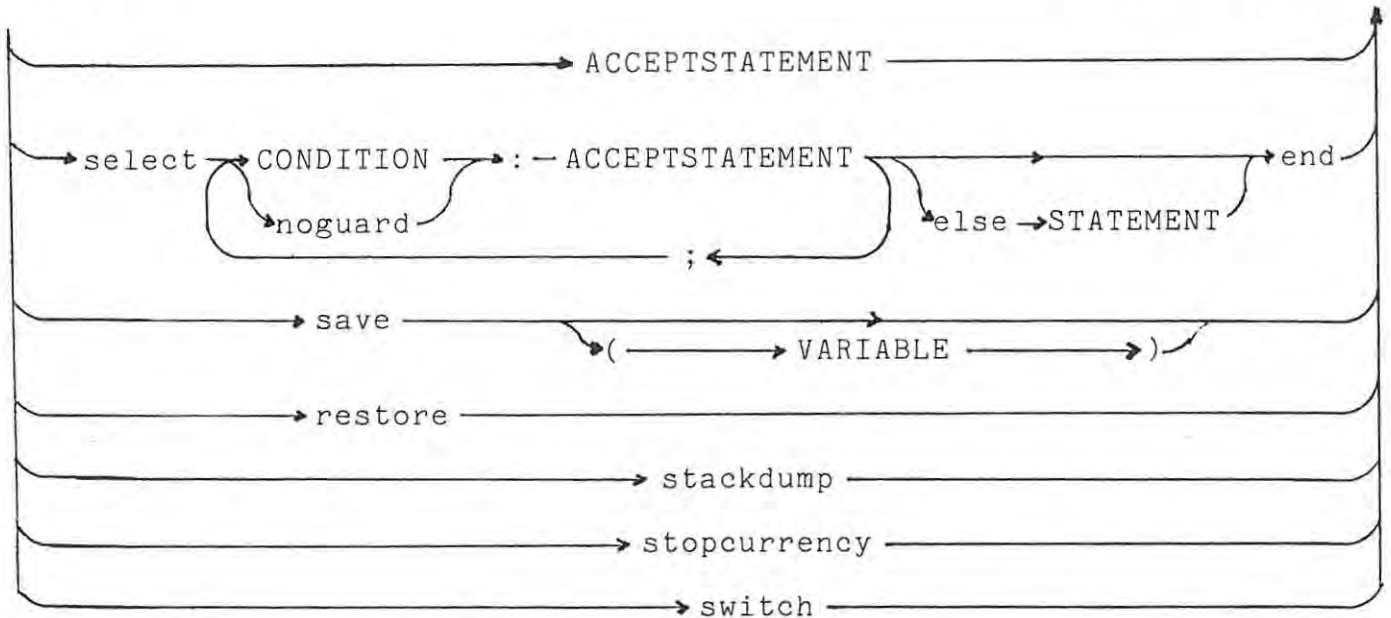 ACCEPTSTATEMENT
select CONDITION : ACCEPTSTATEMENT end
noguard else STATEMENT
;
save
( VARIABLE )
restore
stackdump
stopcurrency
switch